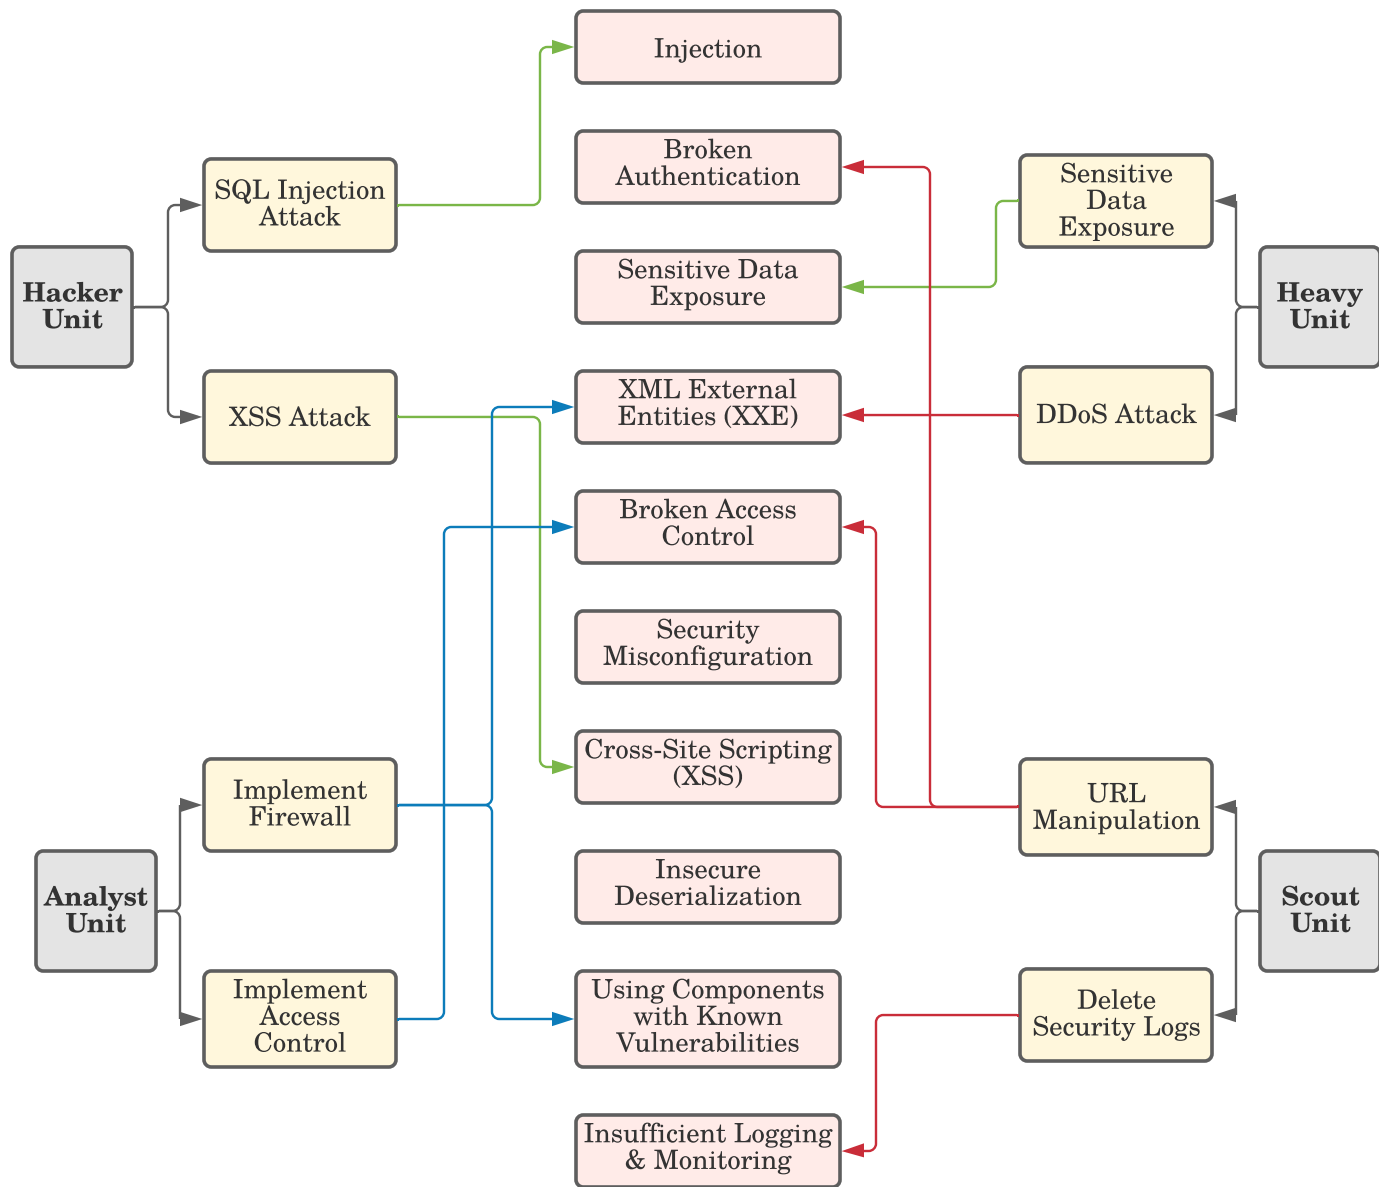 Injection
Broken
Authentication
Sensitive Data
Exposure
XML External
Entities (XXE)
Broken Access
Control
Security
Misconfiguration
Cross-Site Scripting
(XSS)
Insecure
Deserialization
Using Components
with Known
Vulnerabilities
Insufficient Logging
& Monitoring
Hacker
Unit
SQL Injection
Attack
XSS Attack
Analyst
Unit
Implement
Firewall
Implement
Access
Control
Heavy
Unit
Sensitive
Data
Exposure
DDoS Attack
Scout
Unit
URL
Manipulation
Delete
Security Logs